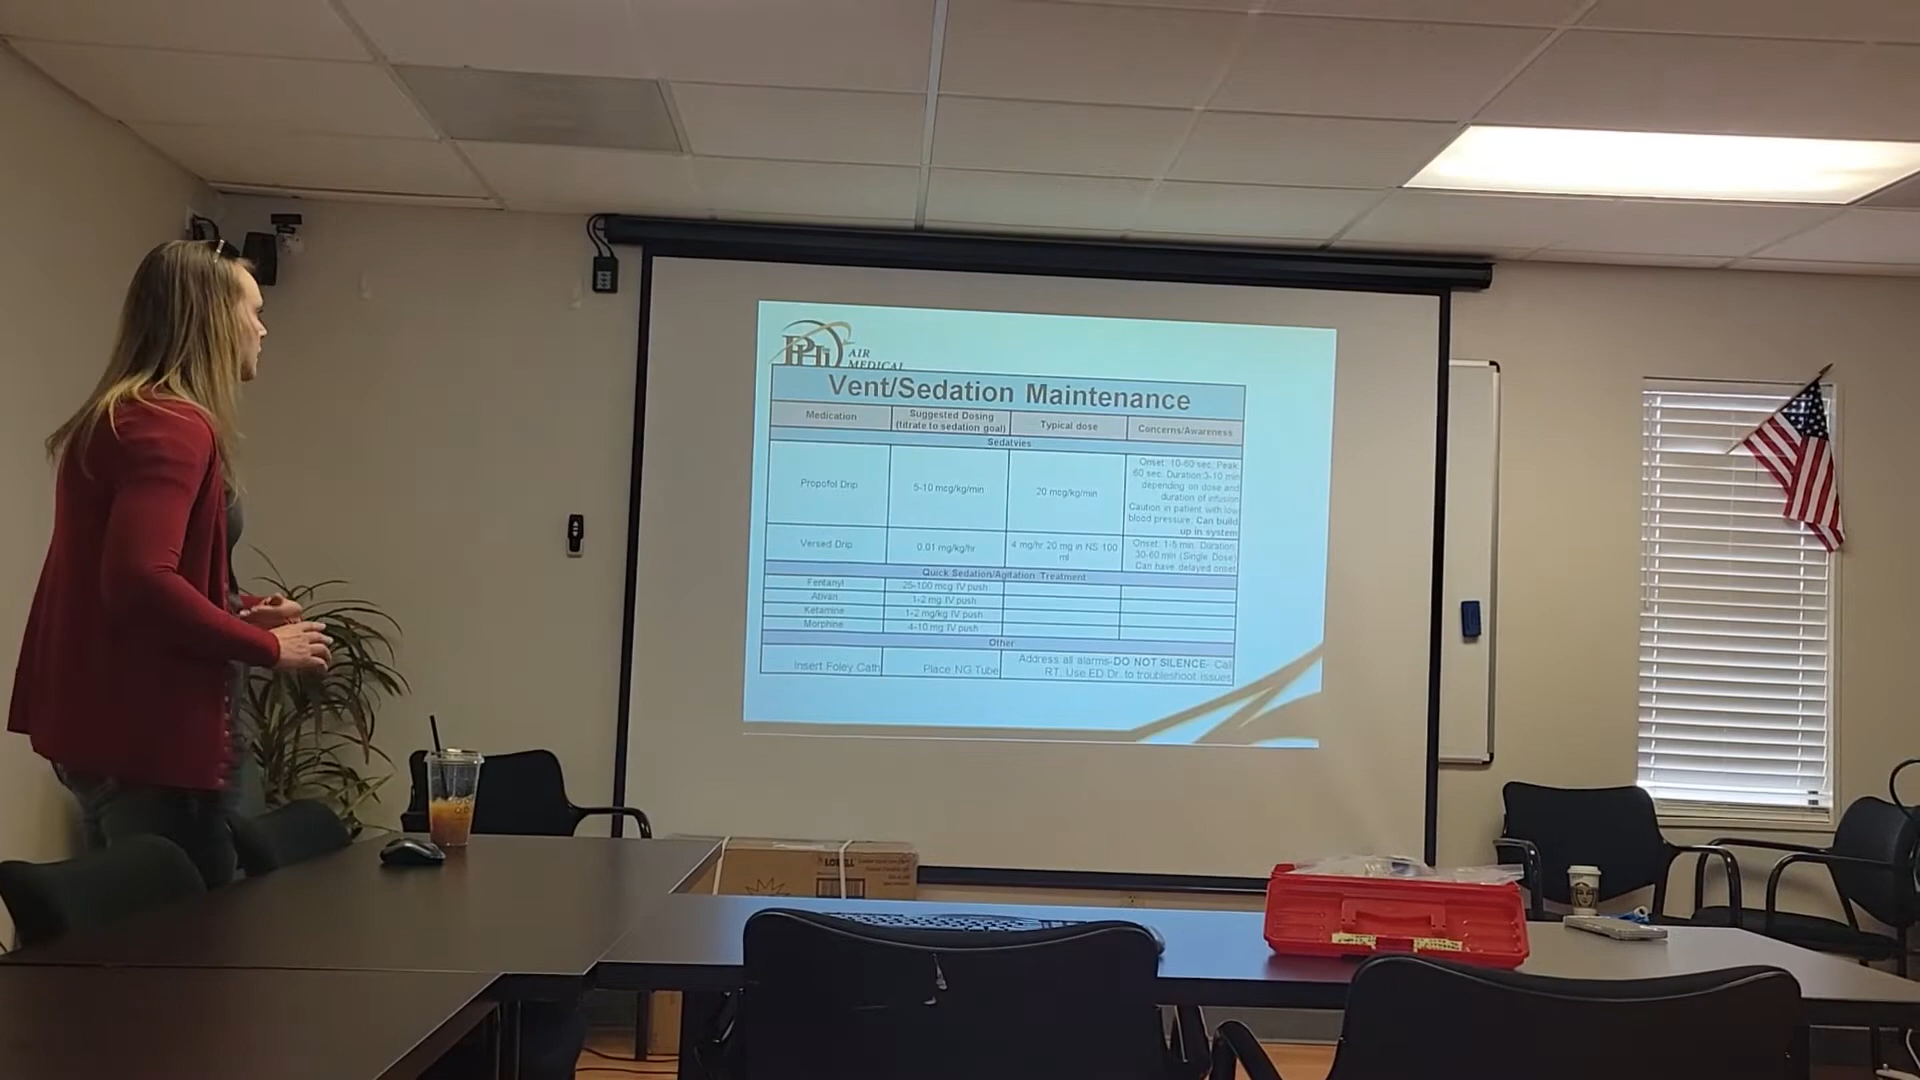 PHI AIR
MEDICAL
Vent/Sedation Maintenance
Medication
Suggested Dosing
(titrate to sedation goal)
Typical dose
Concerns/Awareness
Sedatvies
Propofol Drip
5-10 mcg/kg/min
20 mcg/kg/min
Onset: 10-60 sec. Peak:
60 sec. Duration:3-10 min
depending on dose and
duration of infusion
Caution in patient with low
blood pressure. Can build
up in system
Versed Drip
0.01 mg/kg/hr
4 mg/hr 20 mg in NS 100
ml
Onset: 1-5 min. Duration:
30-60 min (Single Dose)
Can have delayed onset
Quick Sedation/Agitation Treatment
Fentanyl
25-100 mcg IV push
Ativan
1-2 mg IV push
Ketamine
1-2 mg/kg IV push
Morphine
4-10 mg IV push
Other
Insert Foley Cath
Place NG Tube
Address all alarms-DO NOT SILENCE- Call
RT. Use ED Dr. to troubleshoot issues